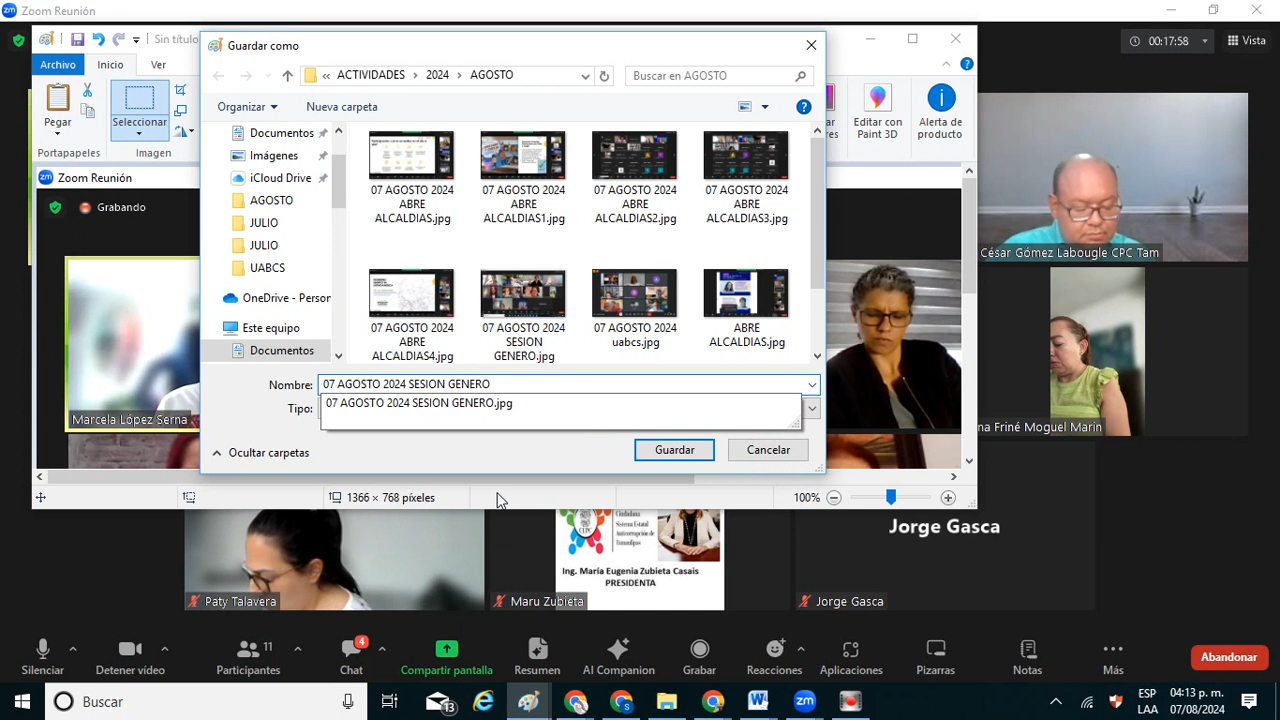 Zoom Reunión
Sin título
Guardar como
00:17:58
Vista
Archivo
Inicio
Ver
ACTIVIDADES
2024
AGOSTO
Buscar en AGOSTO
Organizar
Nueva carpeta
Pegar
Seleccionar
Editar con
Paint 3D
Alerta de
producto
Portapapeles
Imagen
Documentos
Imágenes
iCloud Drive
AGOSTO
JULIO
JULIO
UABCS
OneDrive - Person
Este equipo
Documentos
07 AGOSTO 2024
ABRE
ALCALDIAS.jpg
07 AGOSTO 2024
ABRE
ALCALDIAS1.jpg
07 AGOSTO 2024
ABRE
ALCALDIAS2.jpg
07 AGOSTO 2024
ABRE
ALCALDIAS3.jpg
07 AGOSTO 2024
ABRE
ALCALDIAS4.jpg
07 AGOSTO 2024
SESION
GENERO.jpg
07 AGOSTO 2024
uabcs.jpg
ABRE
ALCALDIAS.jpg
Zoom Reunión
Grabando
Marcela López Serna
César Gómez Labougle CPC Tam
na Friné Moguel Marin
Nombre:
07 AGOSTO 2024 SESION GENERO
07 AGOSTO 2024 SESION GENERO.jpg
Tipo:
Ocultar carpetas
Guardar
Cancelar
1366 × 768 píxeles
100%
Ciudadana
Sistema Estatal
Anticorrupción de
Tamaulipas
Ing. María Eugenia Zubieta Casais
PRESIDENTA
Jorge Gasca
Paty Talavera
Maru Zubieta
Jorge Gasca
Silenciar
Detener vídeo
11
Participantes
4
Chat
Compartir pantalla
Resumen
AI Companion
Grabar
Reacciones
Aplicaciones
Pizarras
Notas
Más
Abandonar
Buscar
13
ESP
LAA
04:13 p. m.
07/08/2024